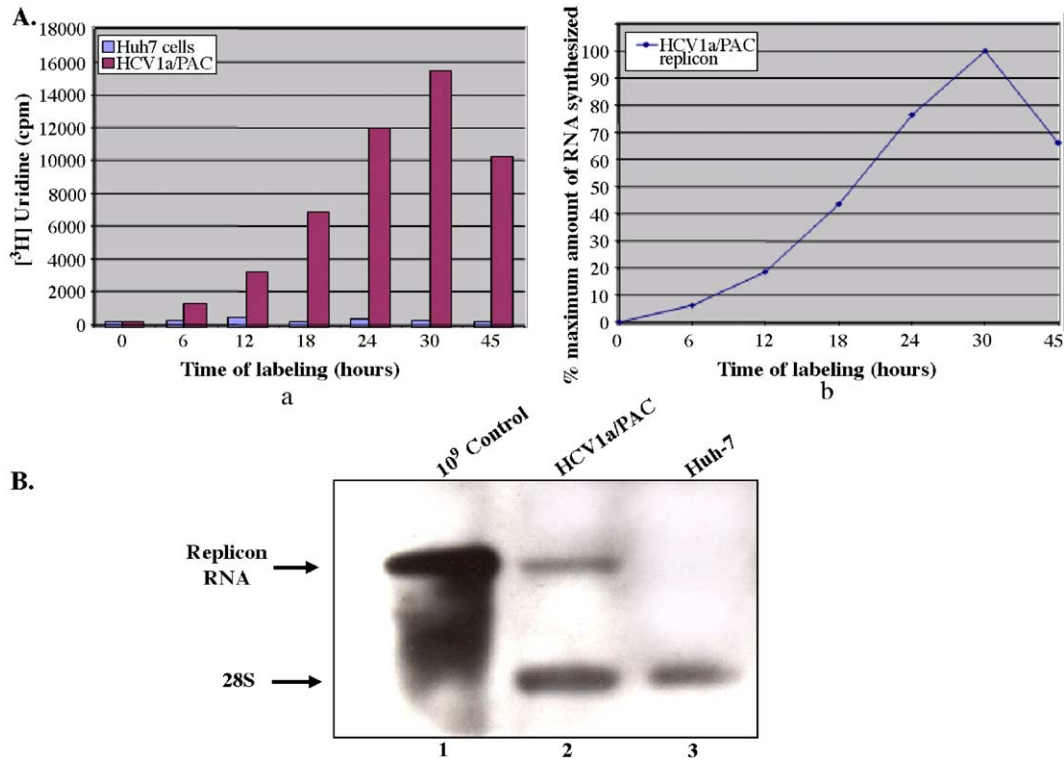 A.
[³H] Uridine (cpm)
18000
16000
14000
12000
10000
8000
6000
4000
2000
0
Huh7 cells
HCV1a/PAC
0 6 12 18 24 30 45
Time of labeling (hours)
a
% maximum amount of RNA synthesized
100
90
80
70
60
50
40
30
20
10
0
HCV1a/PAC
replicon
0 6 12 18 24 30 45
Time of labeling (hours)
b
B.
10⁹ Control
HCV1a/PAC
Huh-7
Replicon
RNA
28S
1 2 3